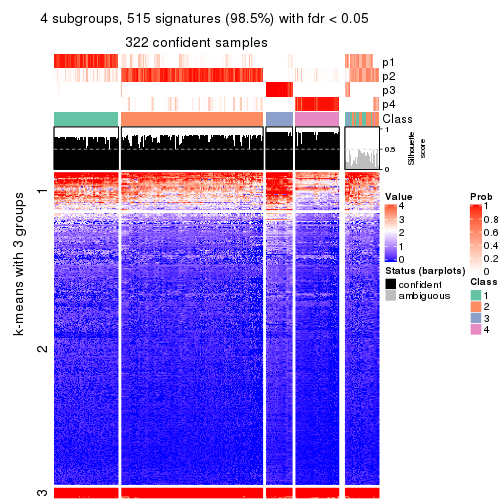 4 subgroups, 515 signatures (98.5%) with fdr < 0.05
322 confident samples
p1
p2
p3
p4
Class
1
0.5
0
Silhouette
score
k-means with 3 groups
1
2
3
Value
4
3
2
1
0
Status (barplots)
confident
ambiguous
Prob
1
0.8
0.6
0.4
0.2
0
Class
1
2
3
4